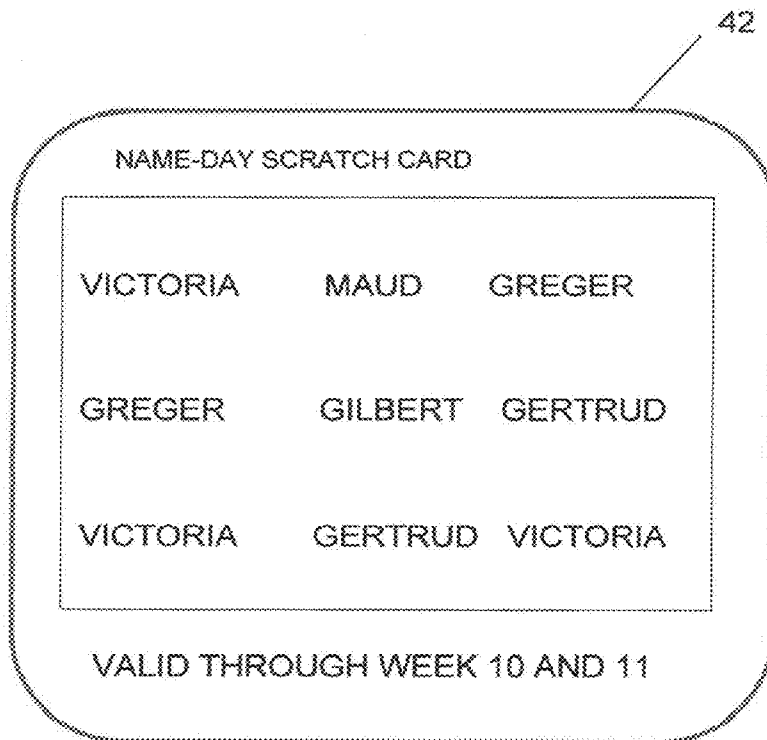 42
NAME-DAY SCRATCH CARD
VICTORIA MAUD GREGER
GREGER GILBERT GERTRUD
VICTORIA GERTRUD VICTORIA
VALID THROUGH WEEK 10 AND 11